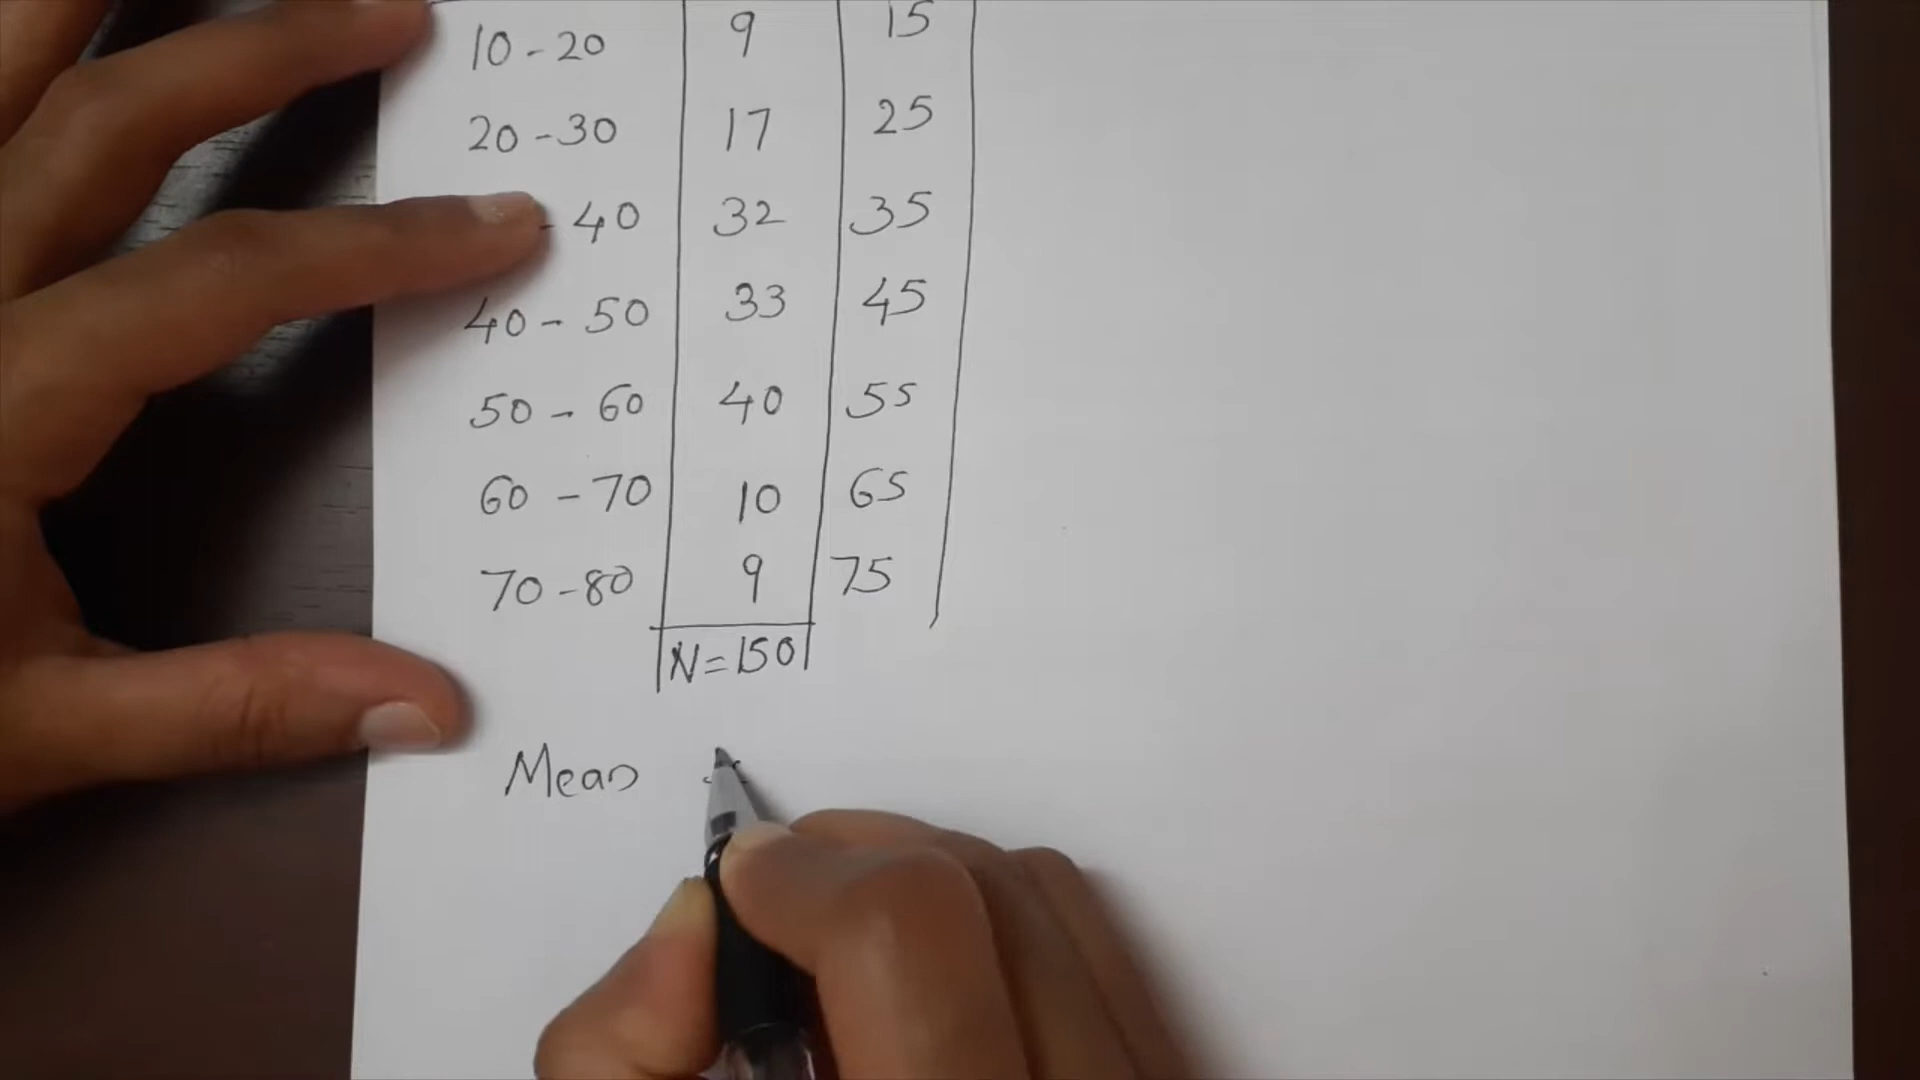 10 - 20 9 15
20 - 30 17 25
- 40 32 35
40 - 50 33 45
50 - 60 40 55
60 - 70 10 65
70 - 80 9 75
N = 150
Mean =